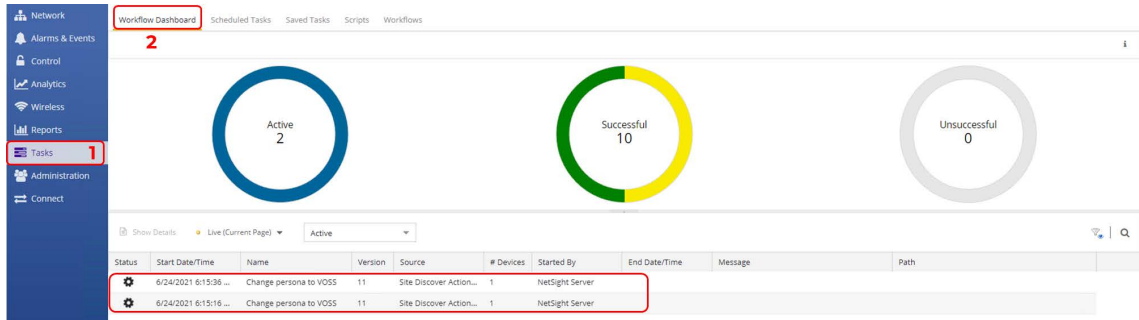 Network
Alarms & Events
Control
Analytics
Wireless
Reports
Tasks 1
Administration
Connect
Workflow Dashboard Scheduled Tasks Saved Tasks Scripts Workflows
2
i
Active
2
Successful
10
Unsuccessful
0
Show Details Live (Current Page) Active
Status Start Date/Time Name Version Source # Devices Started By End Date/Time Message Path
6/24/2021 6:15:36 ... Change persona to VOSS 11 Site Discover Action... 1 NetSight Server
6/24/2021 6:15:16 ... Change persona to VOSS 11 Site Discover Action... 1 NetSight Server